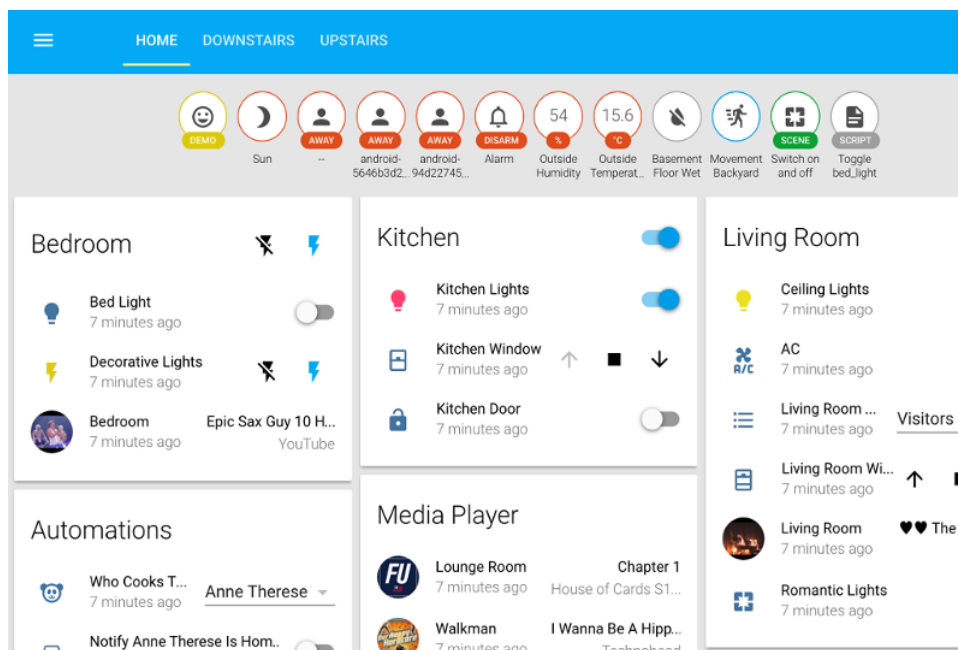 HOME DOWNSTAIRS UPSTAIRS
54 15.6
DEMO AWAY AWAY AWAY DISARM % °C SCENE SCRIPT
Sun -- android- android- Alarm Outside Outside Basement Movement Switch on Toggle
5646b3d2... 94d22745... Humidity Temperat... Floor Wet Backyard and off bed_light
Bedroom
Bed Light
7 minutes ago
Decorative Lights
7 minutes ago
Bedroom Epic Sax Guy 10 H...
7 minutes ago YouTube
Automations
Who Cooks T...
7 minutes ago Anne Therese
Notify Anne Therese Is Hom..
Kitchen
Kitchen Lights
7 minutes ago
Kitchen Window
7 minutes ago
Kitchen Door
7 minutes ago
Media Player
FU
Lounge Room Chapter 1
7 minutes ago House of Cards S1...
Walkman I Wanna Be A Hipp...
7 minutes ago Technohead
Living Room
Ceiling Lights
7 minutes ago
A/C
AC
7 minutes ago
Living Room ... Visitors
7 minutes ago
Living Room Wi...
7 minutes ago
Living Room ♥♥ The
7 minutes ago
Romantic Lights
7 minutes ago